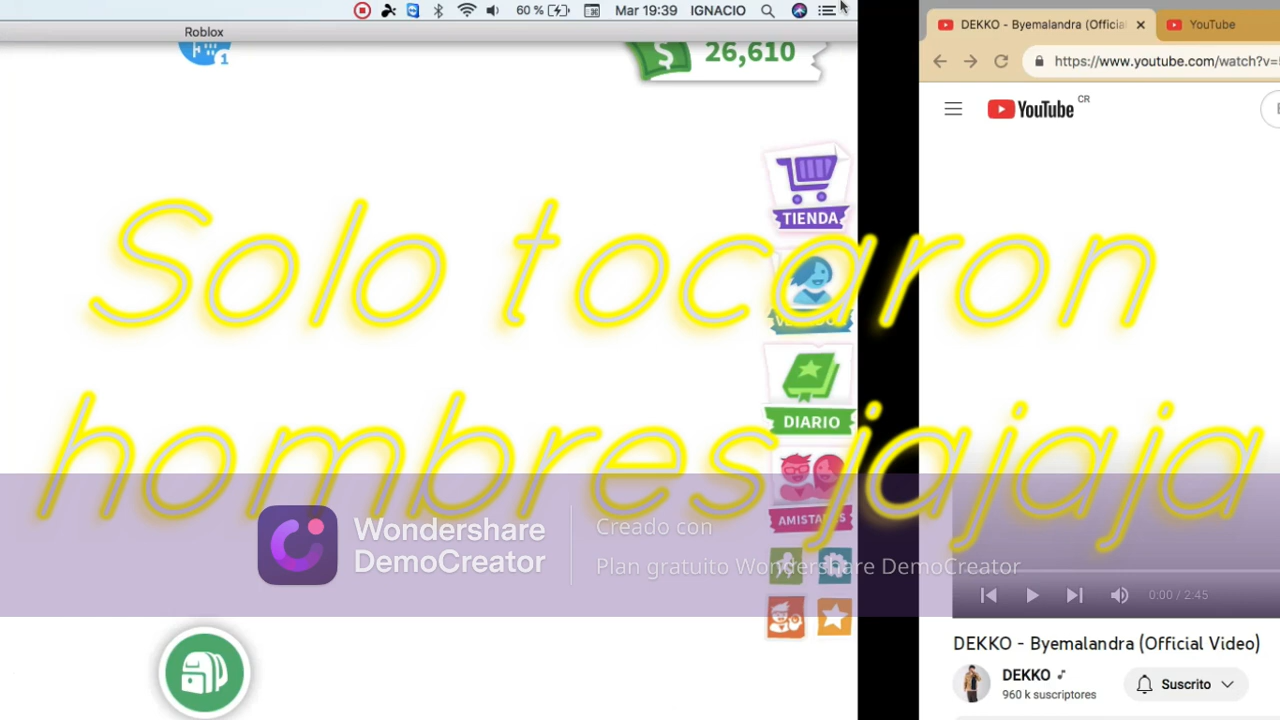 60 %
Mar 19:39
IGNACIO
DEKKO - Byemalandra (Official
YouTube
Roblox
1
26,610
https://www.youtube.com/watch?v=
YouTube CR
TIENDA
Solo tocaron
DIARIO
hombres jajaja
Wondershare
DemoCreator
Creado con
Plan gratuito Wondershare DemoCreator
0:00 / 2:45
DEKKO - Byemalandra (Official Video)
DEKKO
960 k suscriptores
Suscrito